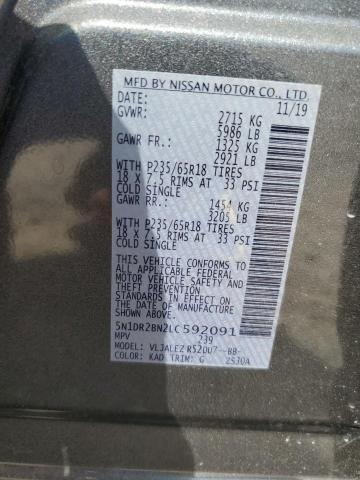 MFD BY NISSAN MOTOR CO., LTD.
DATE: 11/19
GVWR: 2715 KG
5986 LB
GAWR FR.: 1325 KG
2921 LB
WITH P235/65R18 TIRES
18 X 7.5 RIMS AT 33 PSI
COLD SINGLE
GAWR RR.: 1454 KG
3205 LB
WITH P235/65R18 TIRES
18 X 7.5 RIMS AT 33 PSI
COLD SINGLE
THIS VEHICLE CONFORMS TO ALL
APPLICABLE U.S. FEDERAL MOTOR
VEHICLE SAFETY STANDARDS IN
EFFECT ON THE DATE OF
MANUFACTURE SHOWN ABOVE.
5N1DR2BN2LC592091
MPV 239
MODEL: VLJALEZ R52DU7--BB-
COLOR: KAD TRIM: G 2S30A